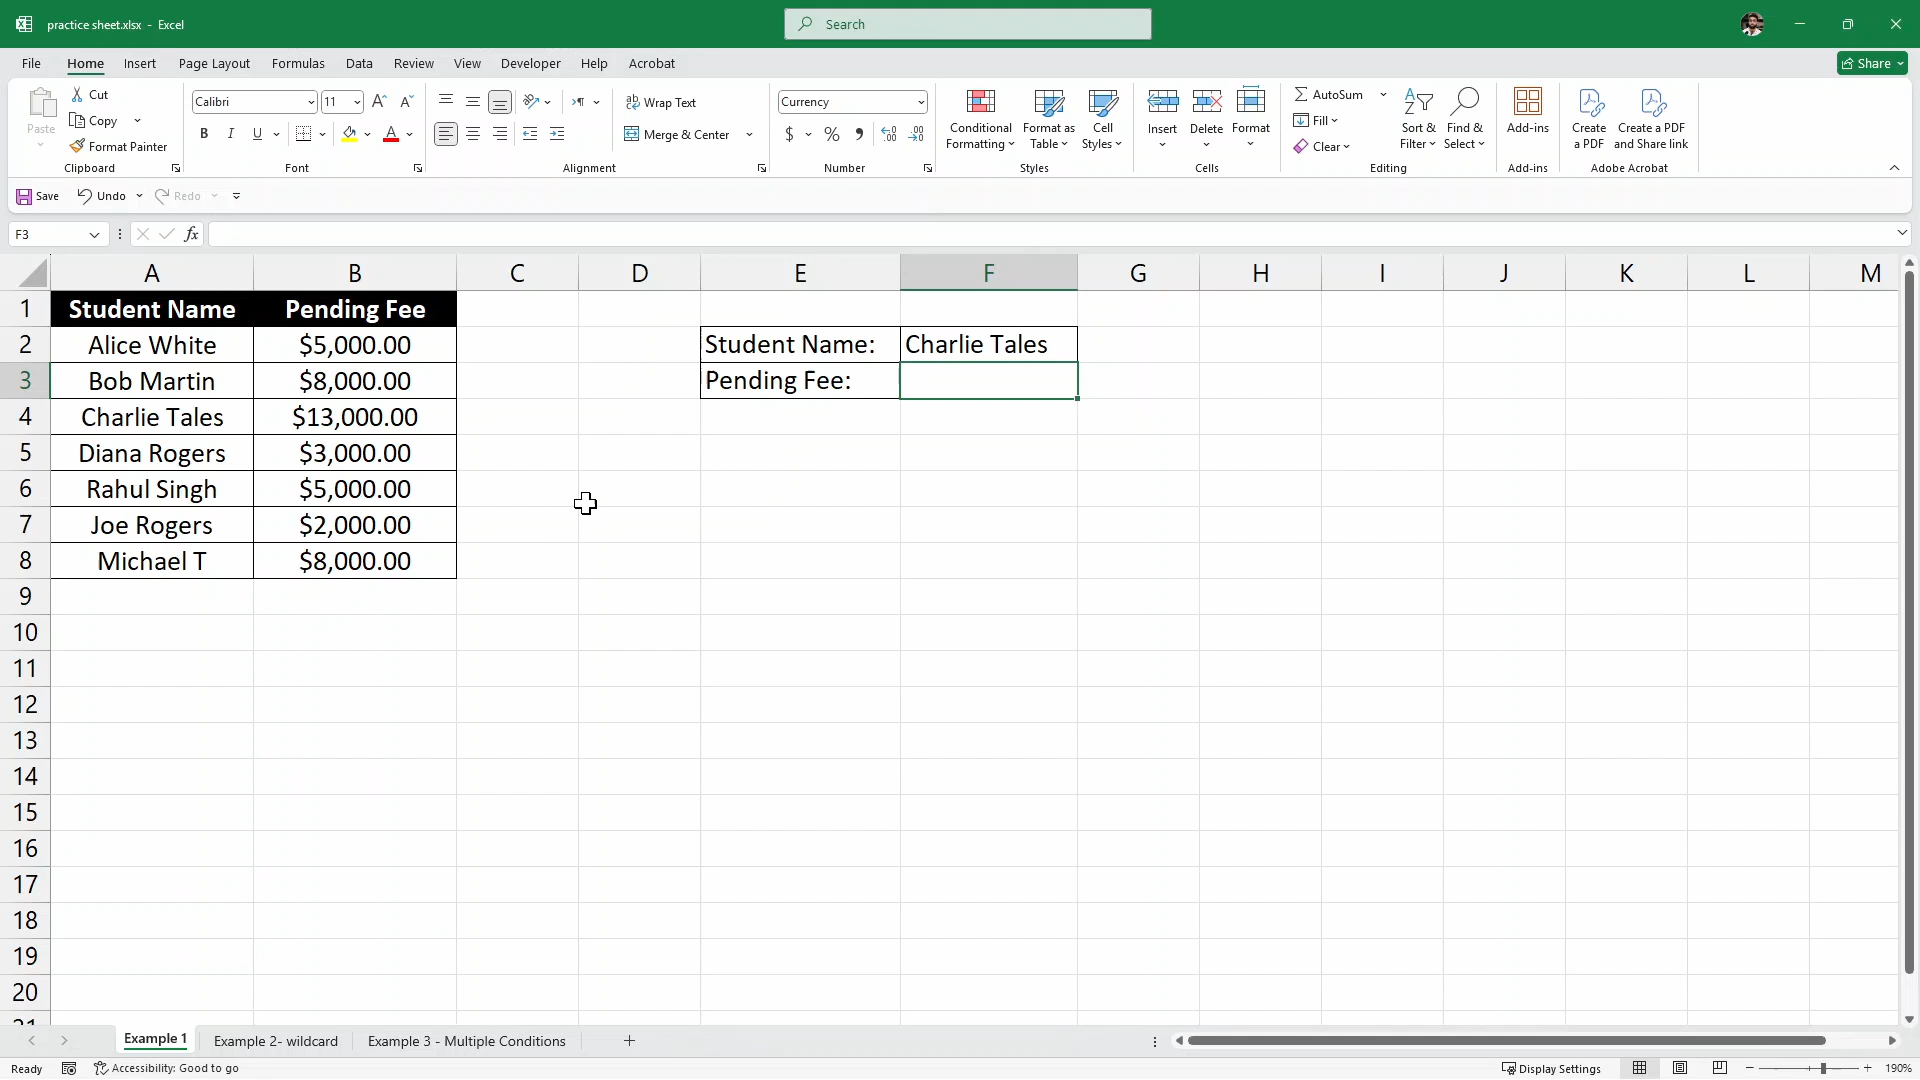 practice sheet.xlsx - Excel
Search
File Home Insert Page Layout Formulas Data Review View Developer Help Acrobat
Share
Paste
Cut
Copy
Format Painter
Clipboard
Calibri 11
B I U
Font
Wrap Text
Merge & Center
Alignment
Currency
$ % ,
Number
Conditional Formatting
Format as Table
Cell Styles
Styles
Insert
Delete
Format
Cells
AutoSum
Fill
Clear
Sort & Filter
Find & Select
Editing
Add-ins
Add-ins
Create a PDF
Create a PDF and Share link
Adobe Acrobat
Save Undo Redo
F3 fx
A B C D E F G H I J K L M
1 Student Name Pending Fee
2 Alice White $5,000.00 Student Name: Charlie Tales
3 Bob Martin $8,000.00 Pending Fee:
4 Charlie Tales $13,000.00
5 Diana Rogers $3,000.00
6 Rahul Singh $5,000.00
7 Joe Rogers $2,000.00
8 Michael T $8,000.00
9
10
11
12
13
14
15
16
17
18
19
20
21
Example 1 Example 2- wildcard Example 3 - Multiple Conditions
Ready Accessibility: Good to go Display Settings 190%